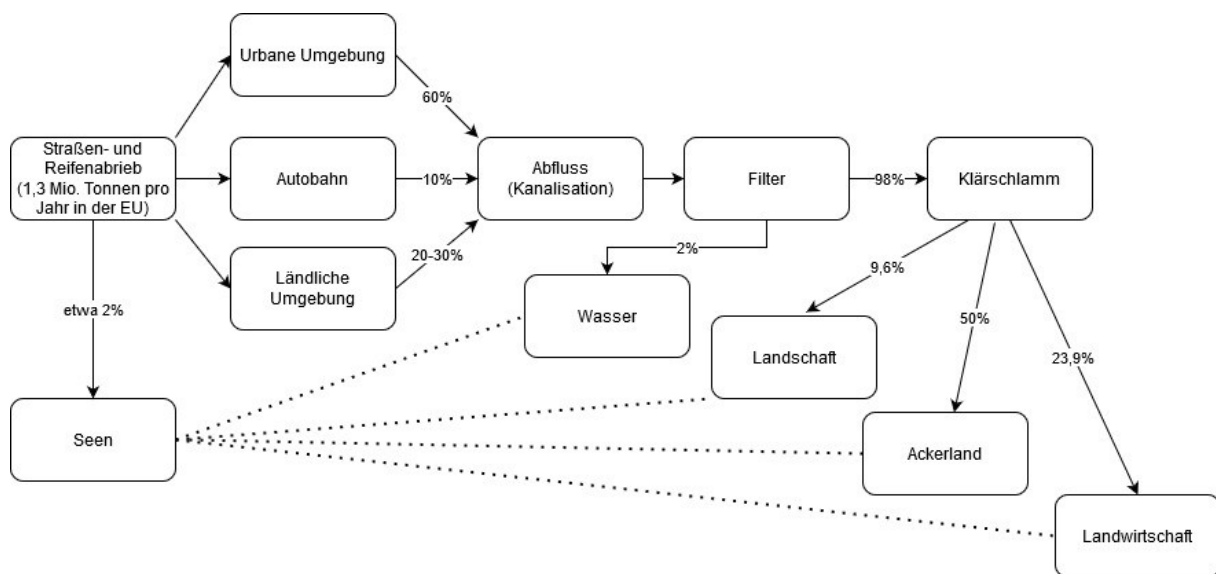 Urbane Umgebung
60%
Straßen- und
Reifenabrieb
(1,3 Mio. Tonnen pro
Jahr in der EU)
Autobahn
10%
Abfluss
(Kanalisation)
Filter
98%
Klärschlamm
Ländliche
Umgebung
20-30%
2%
9,6%
etwa 2%
Wasser
50%
Landschaft
23,9%
Seen
Ackerland
Landwirtschaft